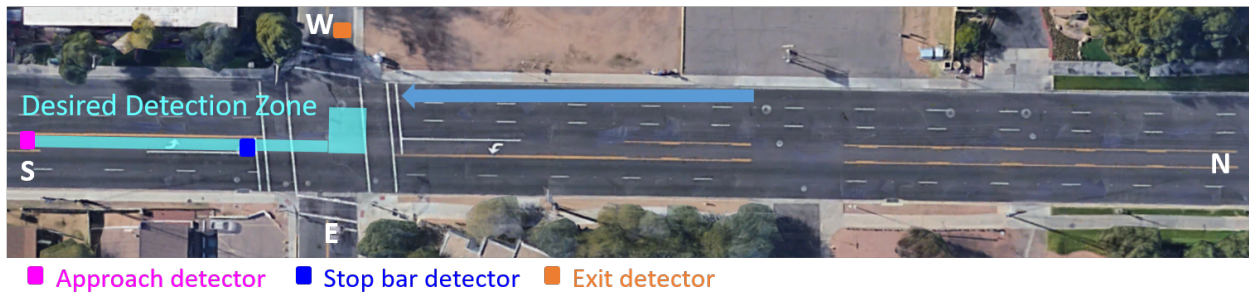 W
Desired Detection Zone
S
N
E
Approach detector Stop bar detector Exit detector